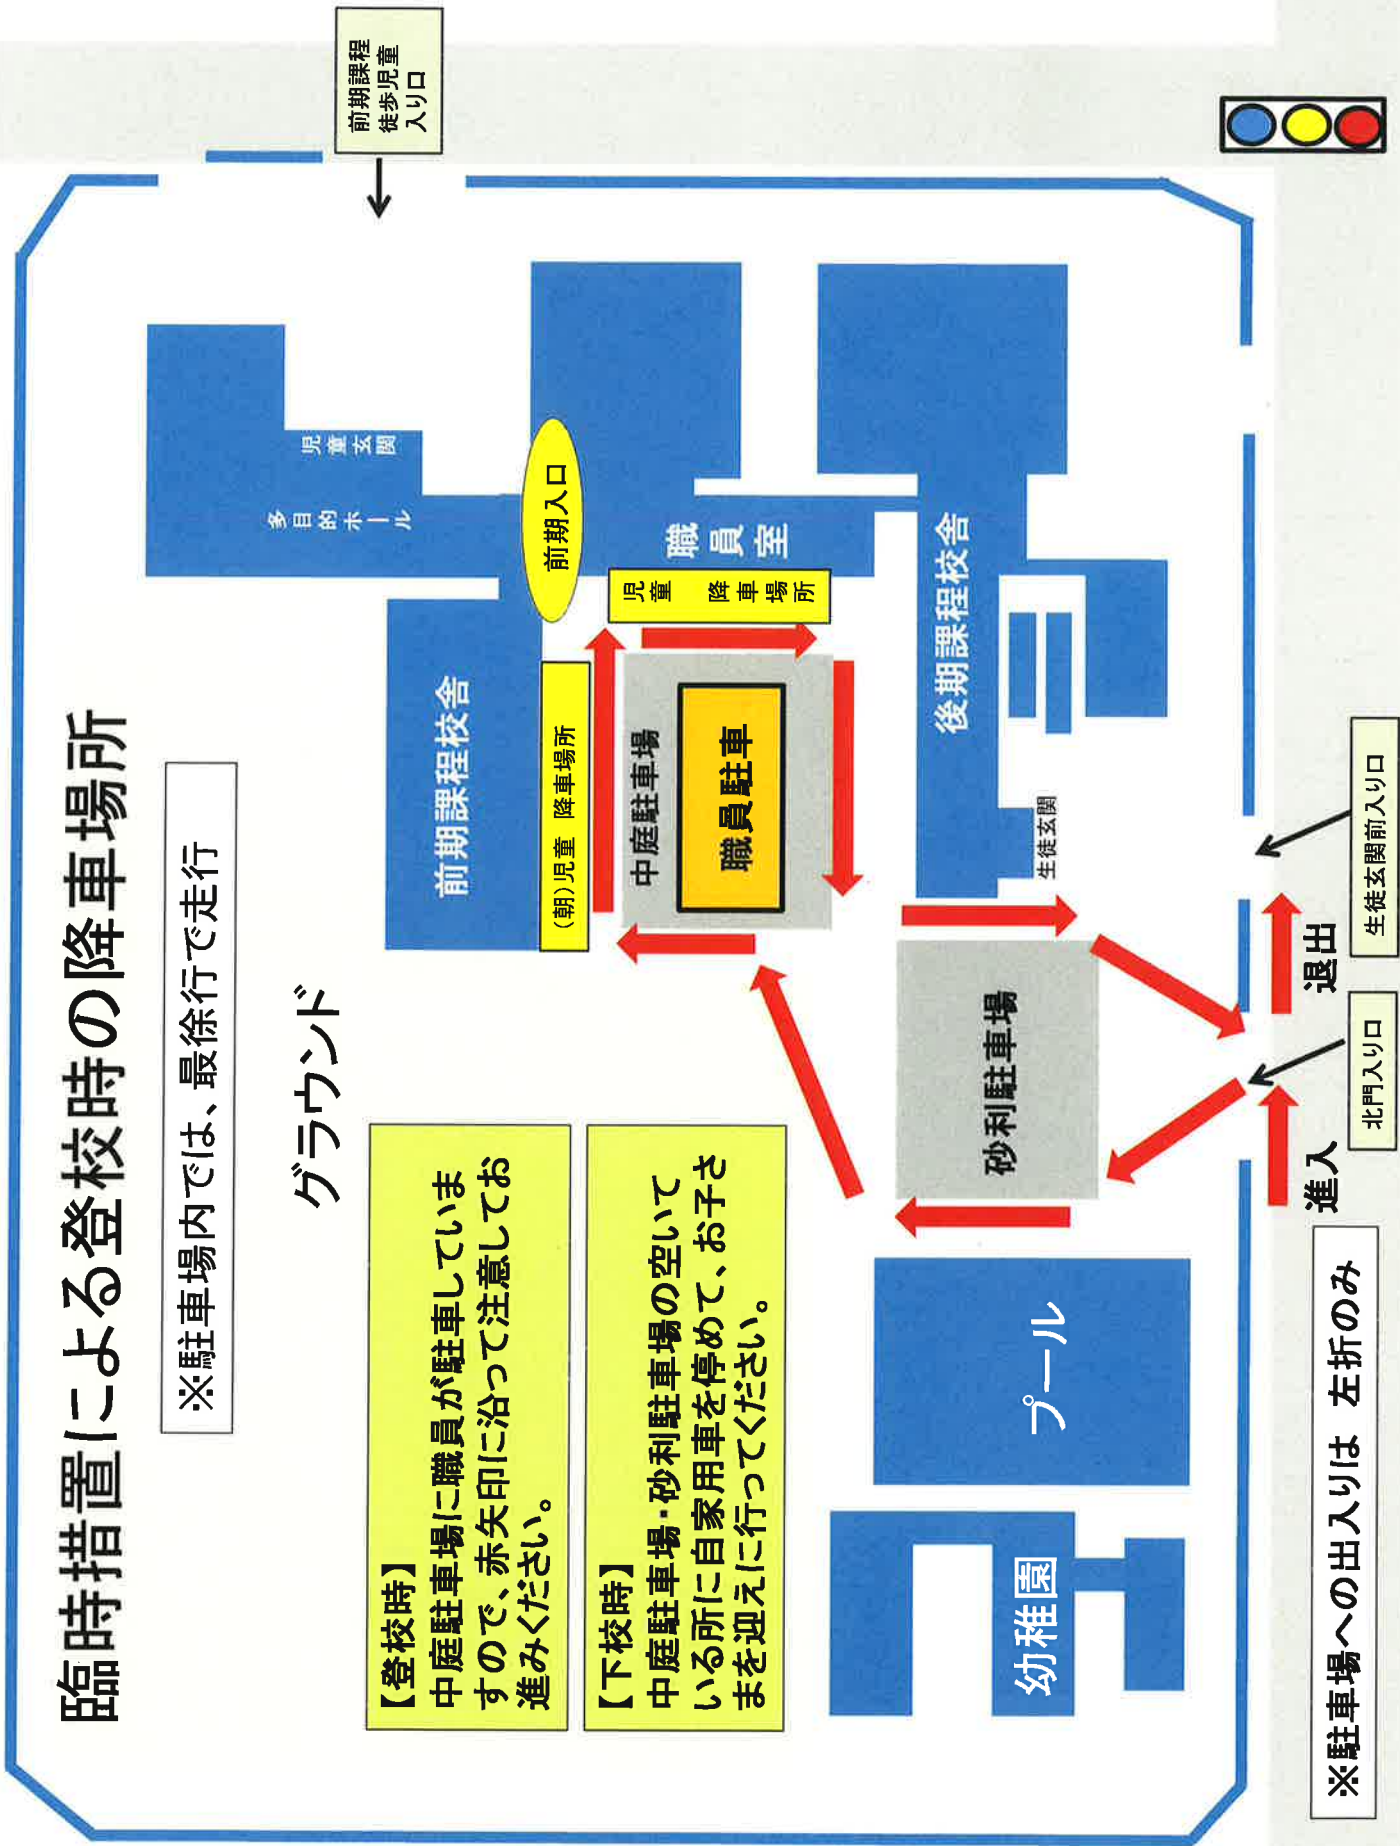 臨時措置による登校時の降車場所
※駐車場内では、最徐行で走行
グラウンド
【登校時】
中庭駐車場に職員が駐車していま
すので、赤矢印に沿って注意してお
進みください。
【下校時】
中庭駐車場・砂利駐車場の空いて
いる所に自家用車を停めて、お子さ
まを迎えに行ってください。
前期課程
徒歩児童
入り口
多目的ホール
児童玄関
前期課程校舎
前期入口
(朝)児童 降車場所
児童 降車場所
職員室
中庭駐車場
職員駐車
後期課程校舎
生徒玄関
砂利駐車場
プール
幼稚園
進入
退出
北門入り口
生徒玄関前入り口
※駐車場への出入りは 左折のみ